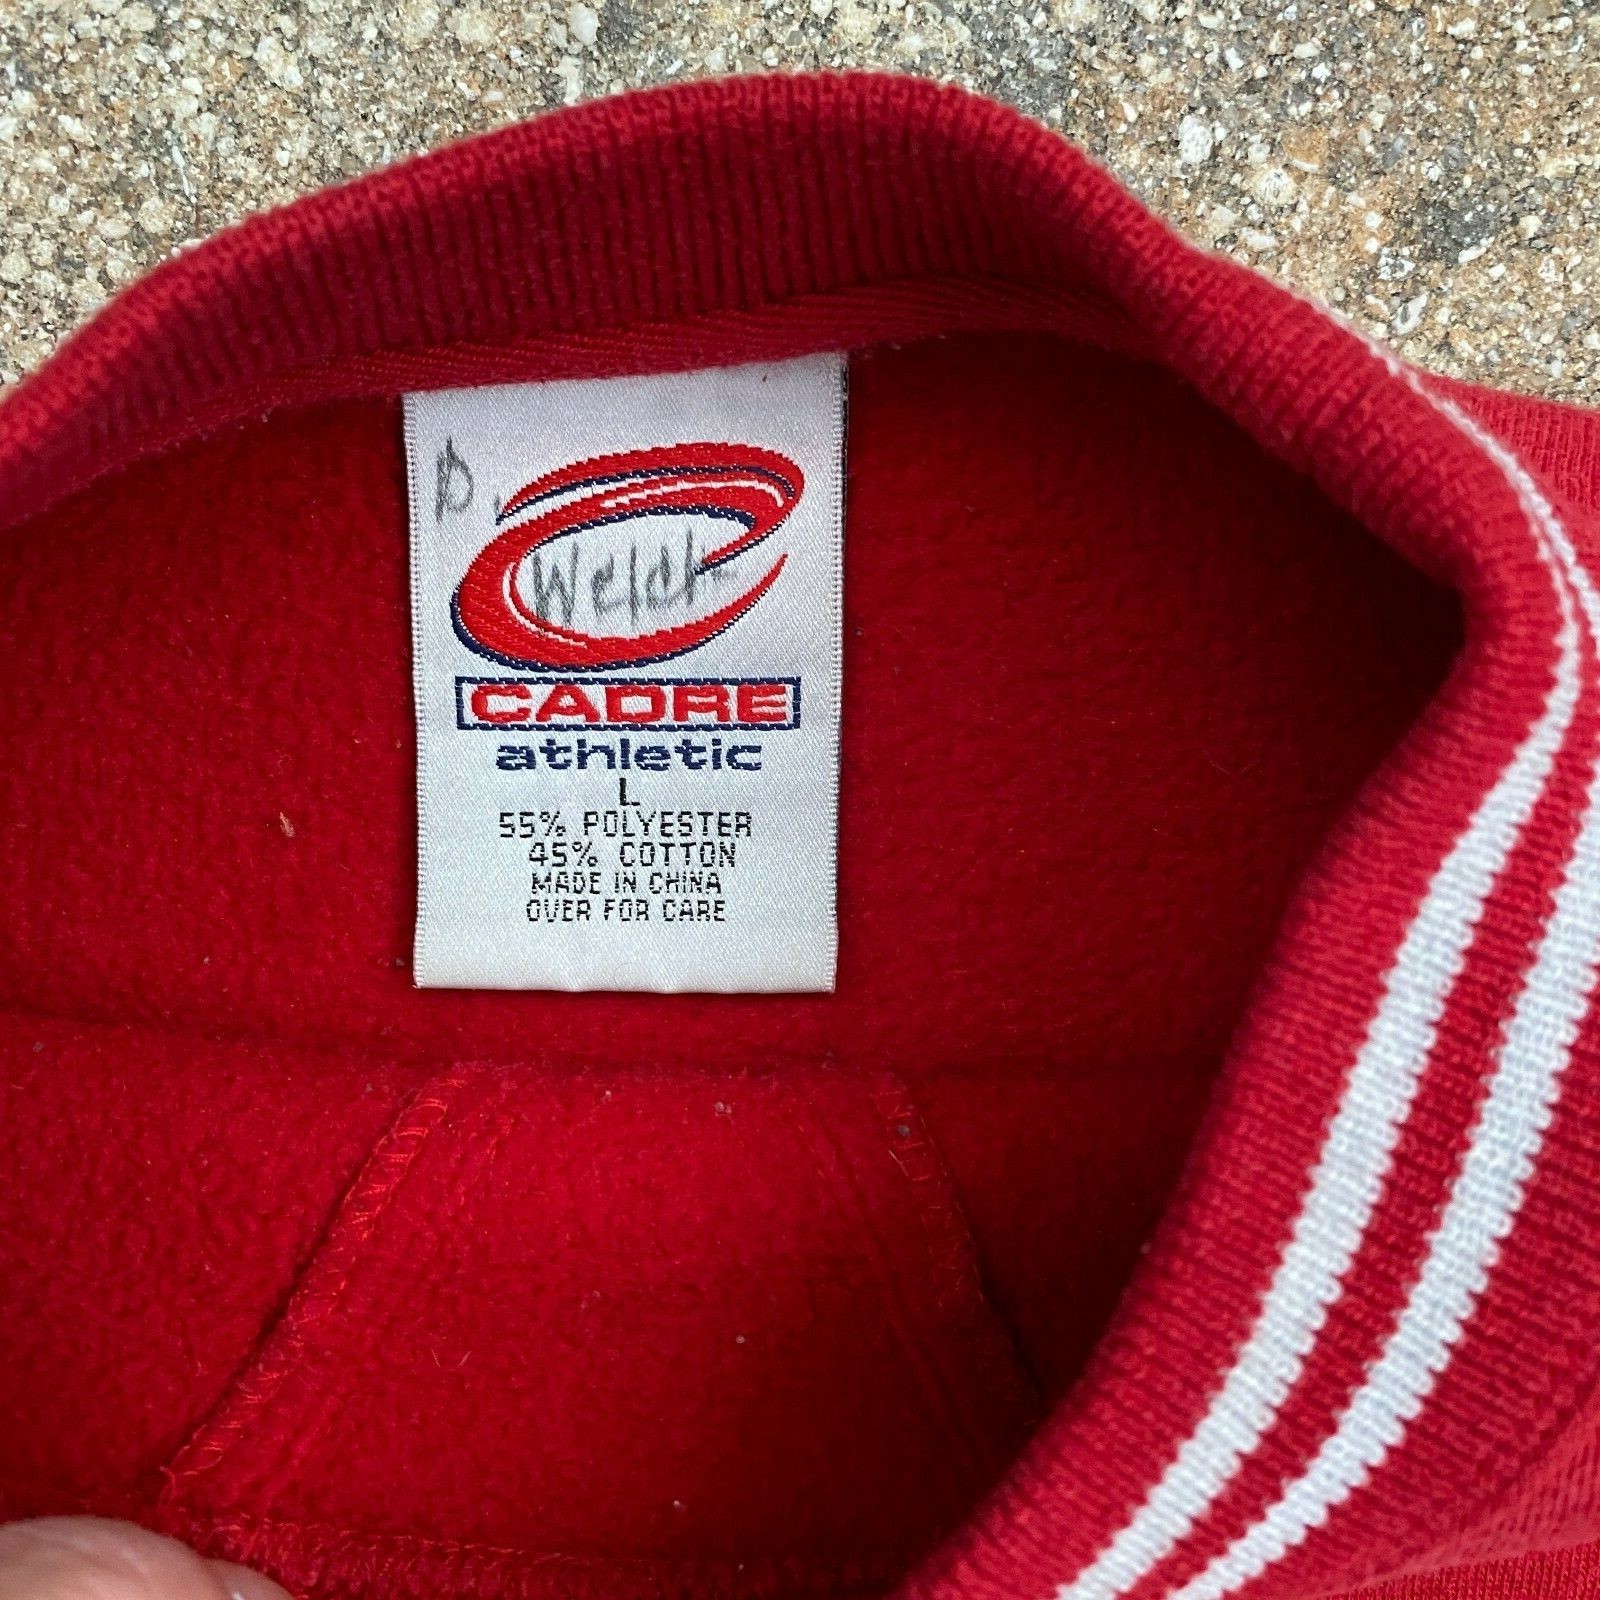 D.
Welch
CADRE
athletic
L
55% POLYESTER
45% COTTON
MADE IN CHINA
OVER FOR CARE